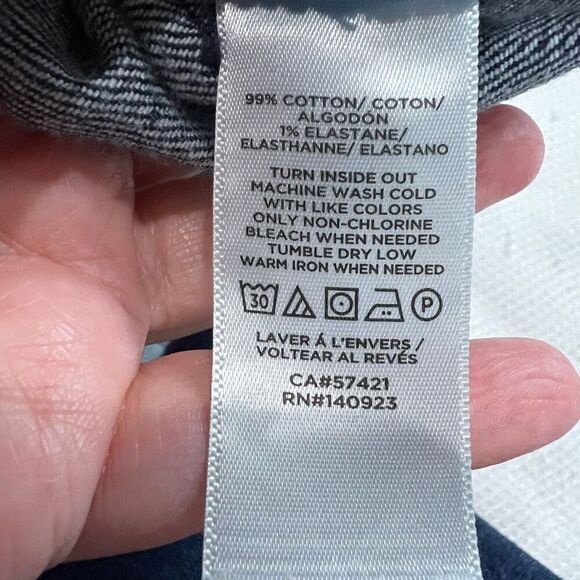 99% COTTON/ COTON/
ALGODÓN
1% ELASTANE/
ELASTHANNE/ ELASTANO
TURN INSIDE OUT
MACHINE WASH COLD
WITH LIKE COLORS
ONLY NON-CHLORINE
BLEACH WHEN NEEDED
TUMBLE DRY LOW
WARM IRON WHEN NEEDED
30 P
LAVER Á L'ENVERS /
VOLTEAR AL REVÉS
CA#57421
RN#140923